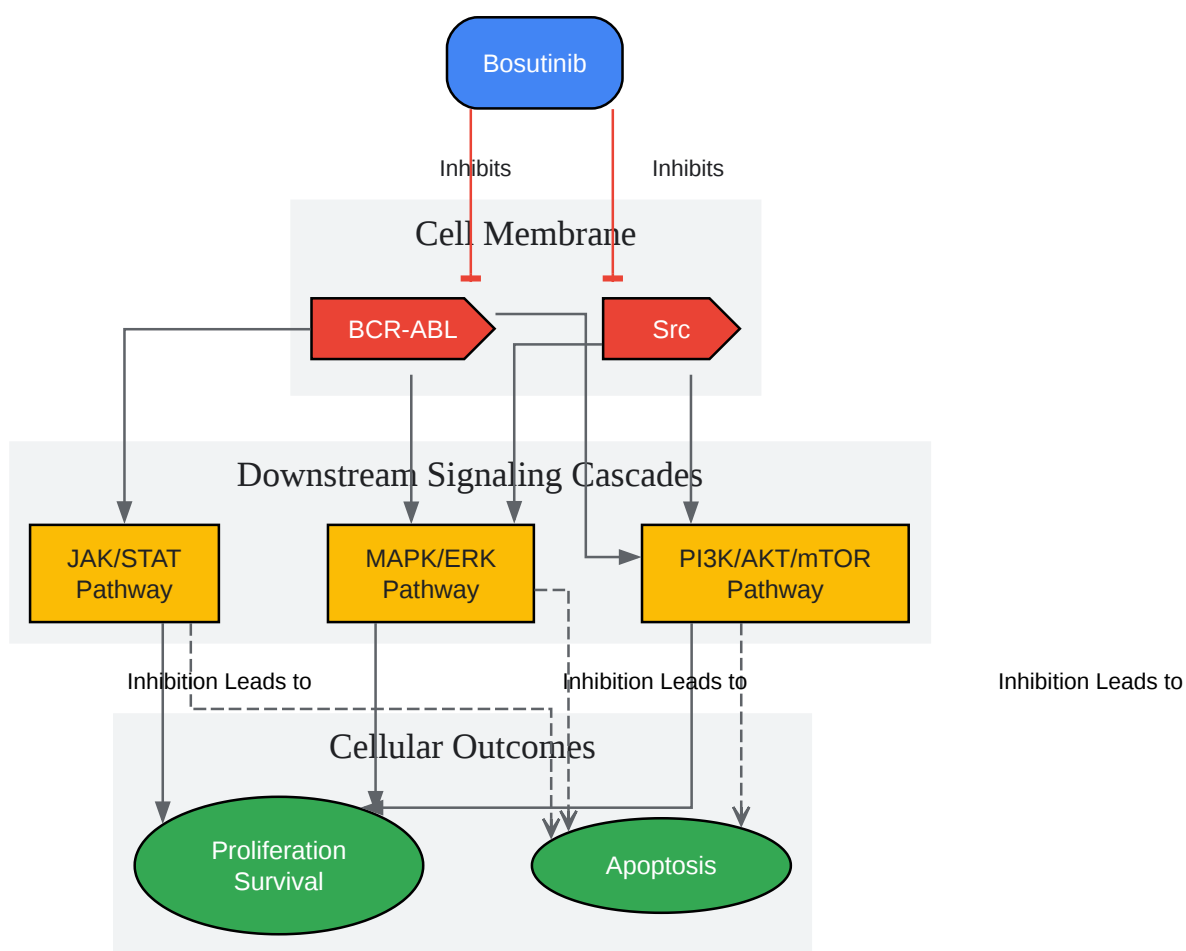 Bosutinib
Inhibits
Inhibits
Cell Membrane
BCR-ABL
Src
Downstream Signaling Cascades
JAK/STAT
Pathway
MAPK/ERK
Pathway
PI3K/AKT/mTOR
Pathway
Inhibition Leads to
Inhibition Leads to
Inhibition Leads to
Cellular Outcomes
Proliferation
Survival
Apoptosis